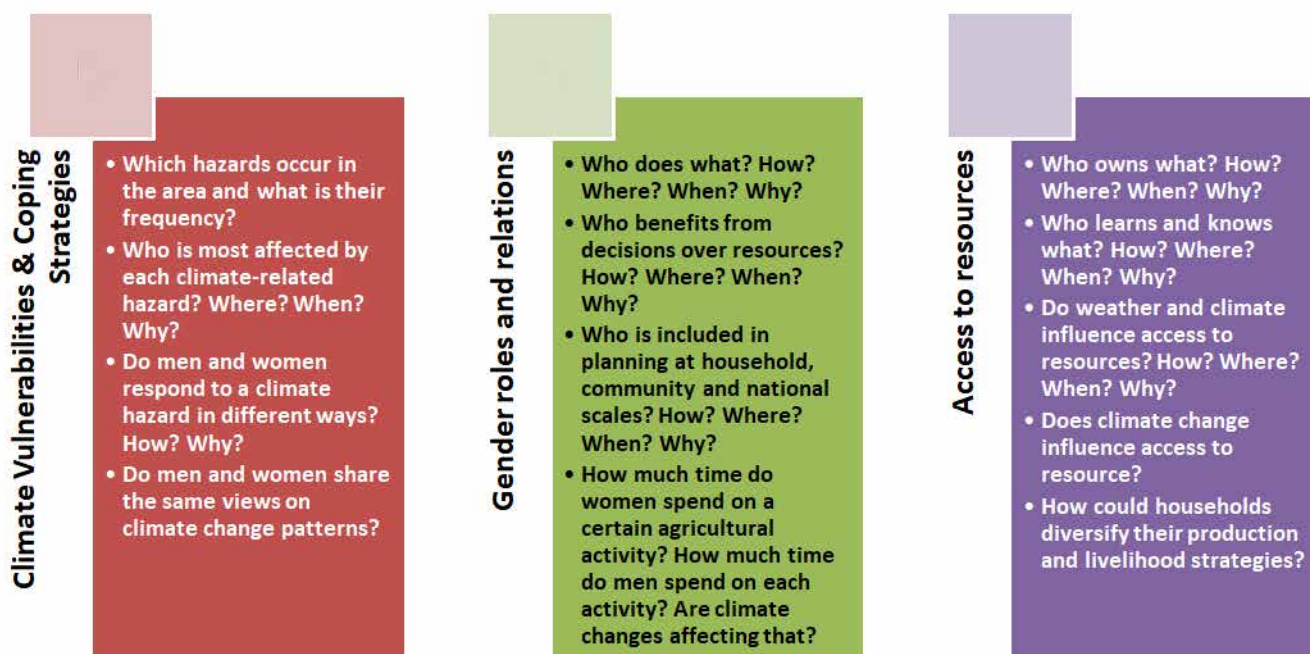 Climate Vulnerabilities & Coping
Strategies
• Which hazards occur in
the area and what is their
frequency?
• Who is most affected by
each climate-related
hazard? Where? When?
Why?
• Do men and women
respond to a climate
hazard in different ways?
How? Why?
• Do men and women share
the same views on
climate change patterns?
Gender roles and relations
• Who does what? How?
Where? When? Why?
• Who benefits from
decisions over resources?
How? Where? When?
Why?
• Who is included in
planning at household,
community and national
scales? How? Where?
When? Why?
• How much time do
women spend on a
certain agricultural
activity? How much time
do men spend on each
activity? Are climate
changes affecting that?
Access to resources
• Who owns what? How?
Where? When? Why?
• Who learns and knows
what? How? Where?
When? Why?
• Do weather and climate
influence access to
resources? How? Where?
When? Why?
• Does climate change
influence access to
resource?
• How could households
diversify their production
and livelihood strategies?